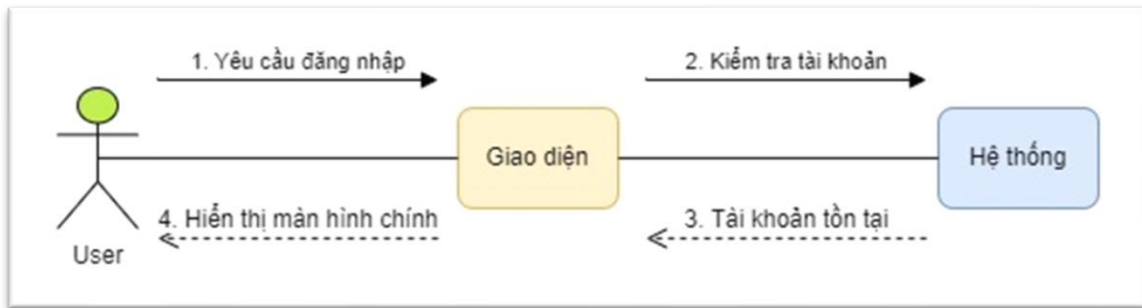 1. Yêu cầu đăng nhập
2. Kiểm tra tài khoản
Giao diện
Hệ thống
4. Hiển thị màn hình chính
3. Tài khoản tồn tại
User